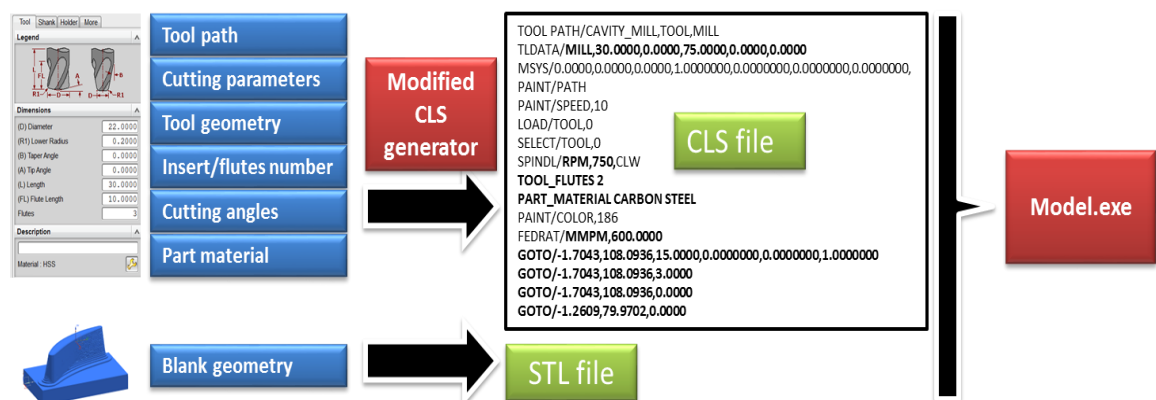 Tool Shank Holder More
Legend
L
FL
A
B
R1
D
D
R1
Dimensions
(D) Diameter 22.0000
(R1) Lower Radius 0.2000
(B) Taper Angle 0.0000
(A) Tip Angle 0.0000
(L) Length 30.0000
(FL) Flute Length 10.0000
Flutes 3
Description
Material : HSS
Tool path
Cutting parameters
Tool geometry
Insert/flutes number
Cutting angles
Part material
Blank geometry
Modified
CLS
generator
TOOL PATH/CAVITY_MILL,TOOL,MILL
TLDATA/MILL,30.0000,0.0000,75.0000,0.0000,0.0000
MSYS/0.0000,0.0000,0.0000,1.0000000,0.0000000,0.0000000,0.0000000,
PAINT/PATH
PAINT/SPEED,10
LOAD/TOOL,0
SELECT/TOOL,0
SPINDL/RPM,750,CLW
TOOL_FLUTES 2
PART_MATERIAL CARBON STEEL
PAINT/COLOR,186
FEDRAT/MMPM,600.0000
GOTO/-1.7043,108.0936,15.0000,0.0000000,0.0000000,1.0000000
GOTO/-1.7043,108.0936,3.0000
GOTO/-1.7043,108.0936,0.0000
GOTO/-1.2609,79.9702,0.0000
CLS file
STL file
Model.exe